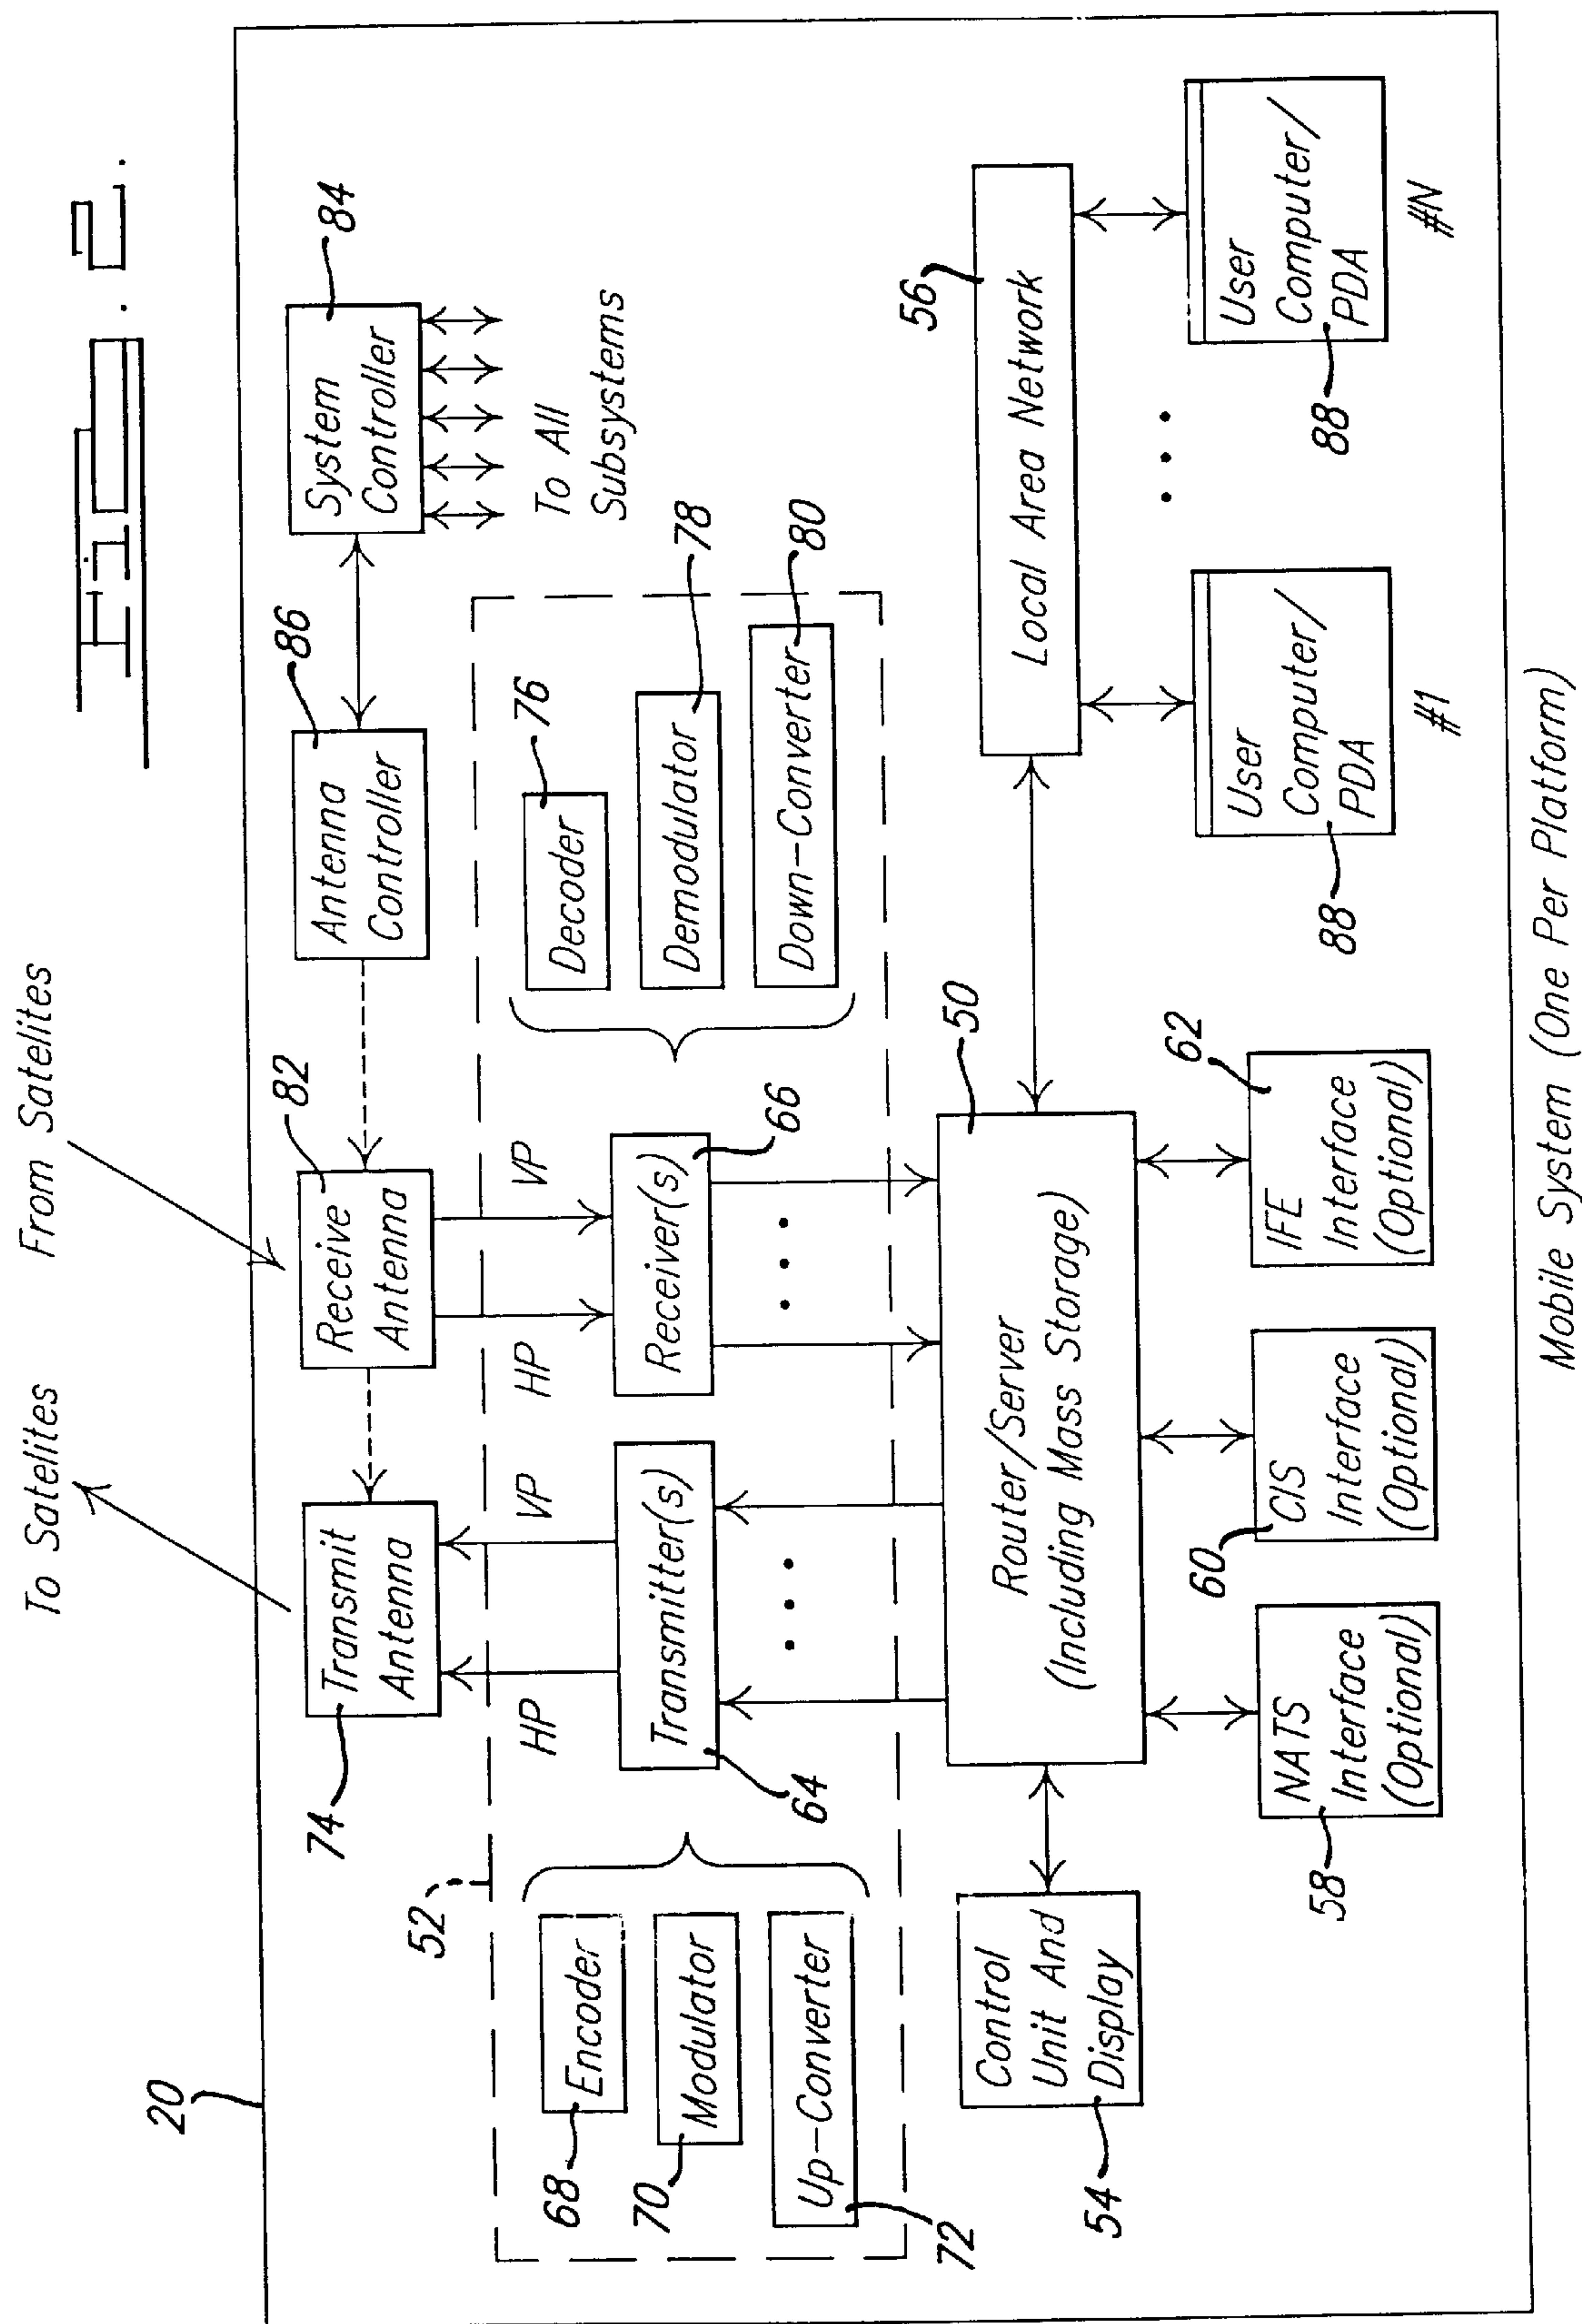 Fig. 2.
To Satellites
From Satellites
20
74
Transmit
Antenna
82
Receive
Antenna
86
Antenna
Controller
84
System
Controller
To All
Subsystems
52
HP
VP
HP
VP
68
Encoder
70
Modulator
72
Up-Converter
Transmitter(s)
64
Receiver(s)
66
76
Decoder
78
Demodulator
80
Down-Converter
Control
Unit And
Display
54
50
Router/Server
(Including Mass Storage)
56
Local Area Network
NATS
Interface
(Optional)
58
60
CIS
Interface
(Optional)
62
IFE
Interface
(Optional)
User
Computer/
PDA
88
#1
User
Computer/
PDA
88
#N
Mobile System (One Per Platform)